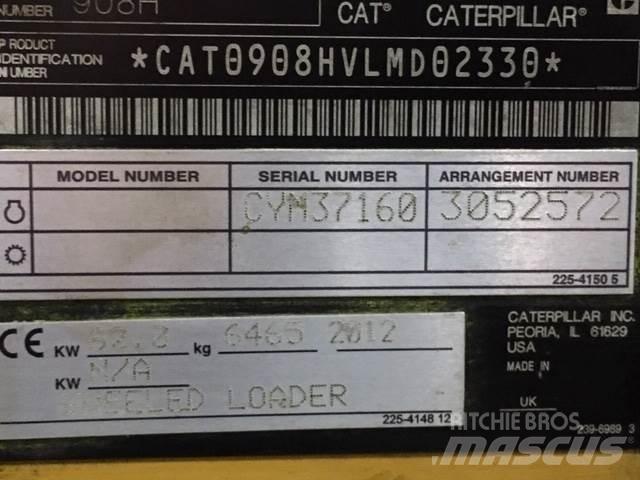 NUMBER 908H CAT® CATERPILLAR®
PRODUCT
IDENTIFICATION
NUMBER
*CAT0908HVLMD02330*
MODEL NUMBER SERIAL NUMBER ARRANGEMENT NUMBER
CYM37160 3052572
225-4150 5
CE KW kg 6465 2012
KW N/A
WHEELED LOADER
225-4148 12
CATERPILLAR INC.
PEORIA, IL 61629
USA
MADE IN
UK
239-6969 3
RITCHIE BROS
MASCUS